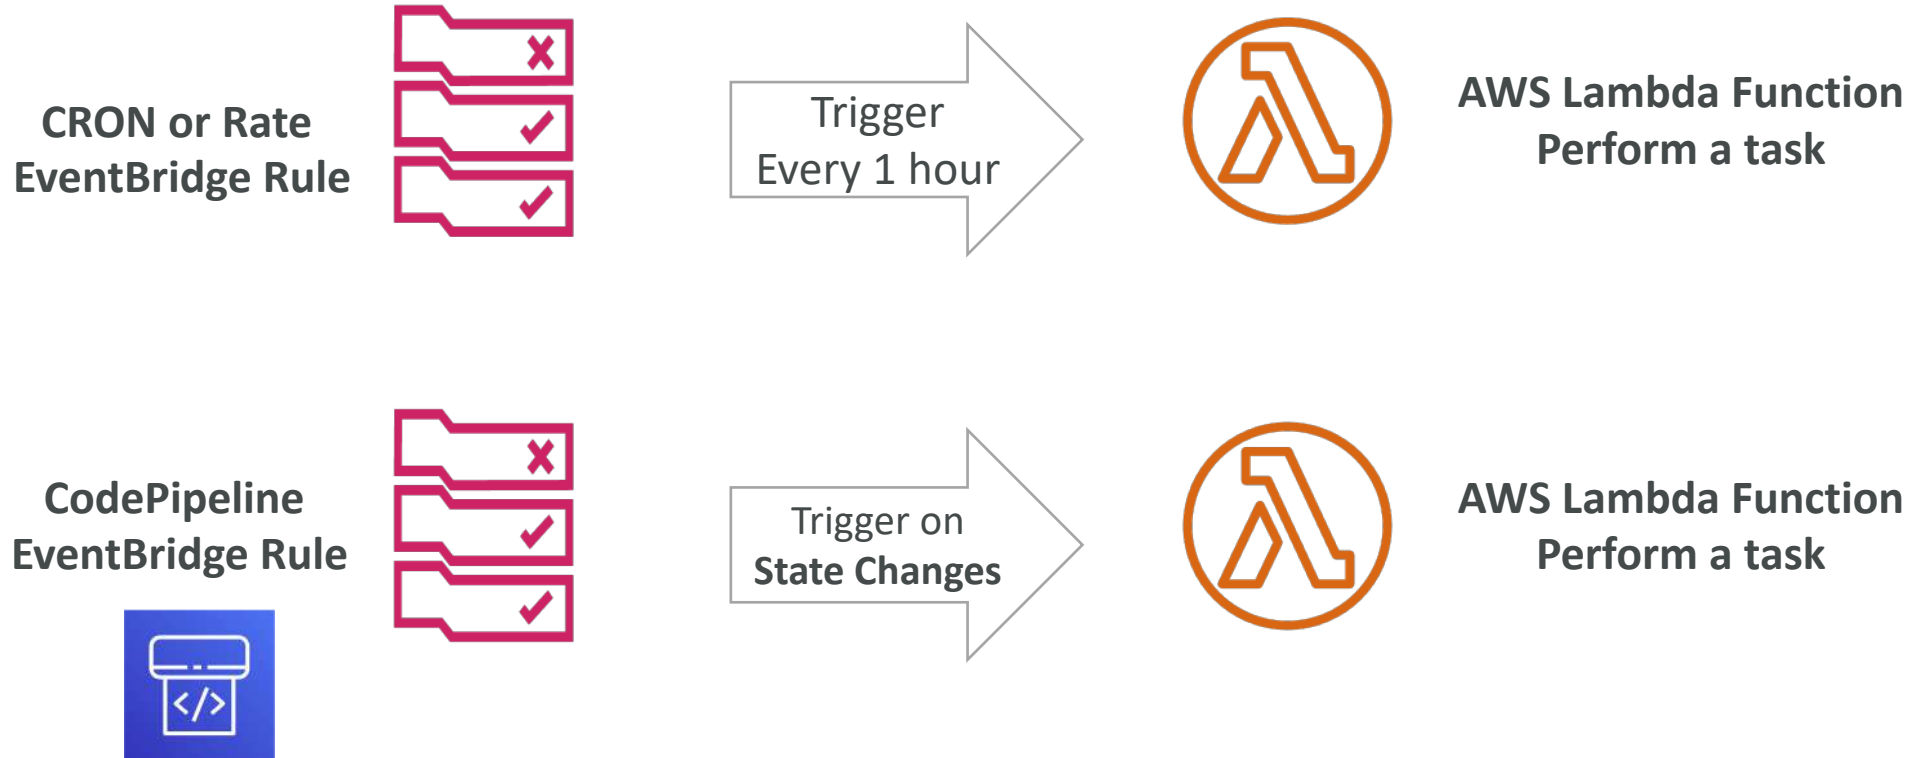 CRON or Rate
EventBridge Rule
Trigger
Every 1 hour
AWS Lambda Function
Perform a task
CodePipeline
EventBridge Rule
</>
Trigger on
State Changes
AWS Lambda Function
Perform a task